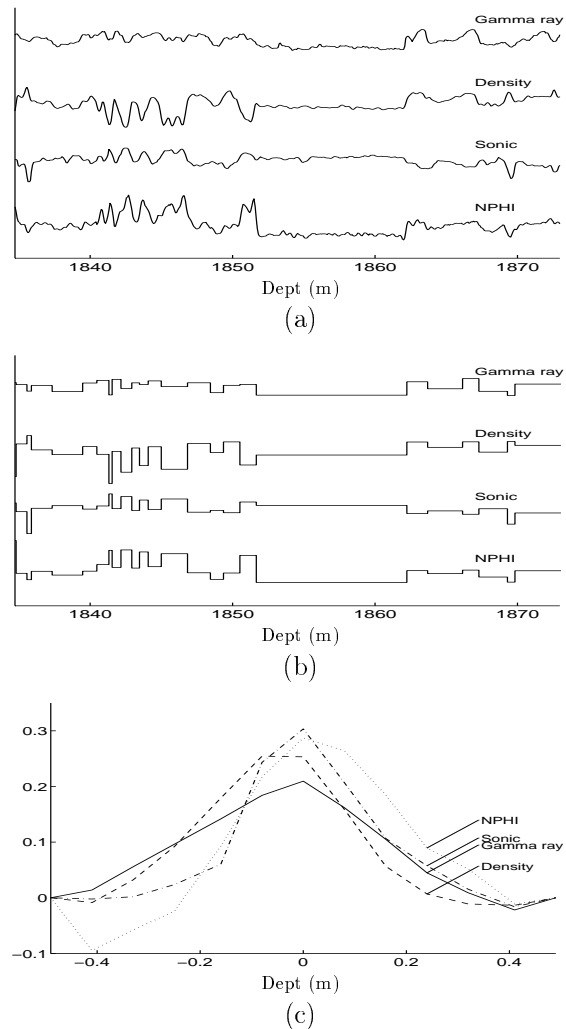 Gamma ray
Density
Sonic
NPHI
1840 1850 1860 1870
Dept (m)
(a)
Gamma ray
Density
Sonic
NPHI
1840 1850 1860 1870
Dept (m)
(b)
0.3
0.2
0.1
0
−0.1
NPHI
Sonic
Gamma ray
Density
−0.4 −0.2 0 0.2 0.4
Dept (m)
(c)